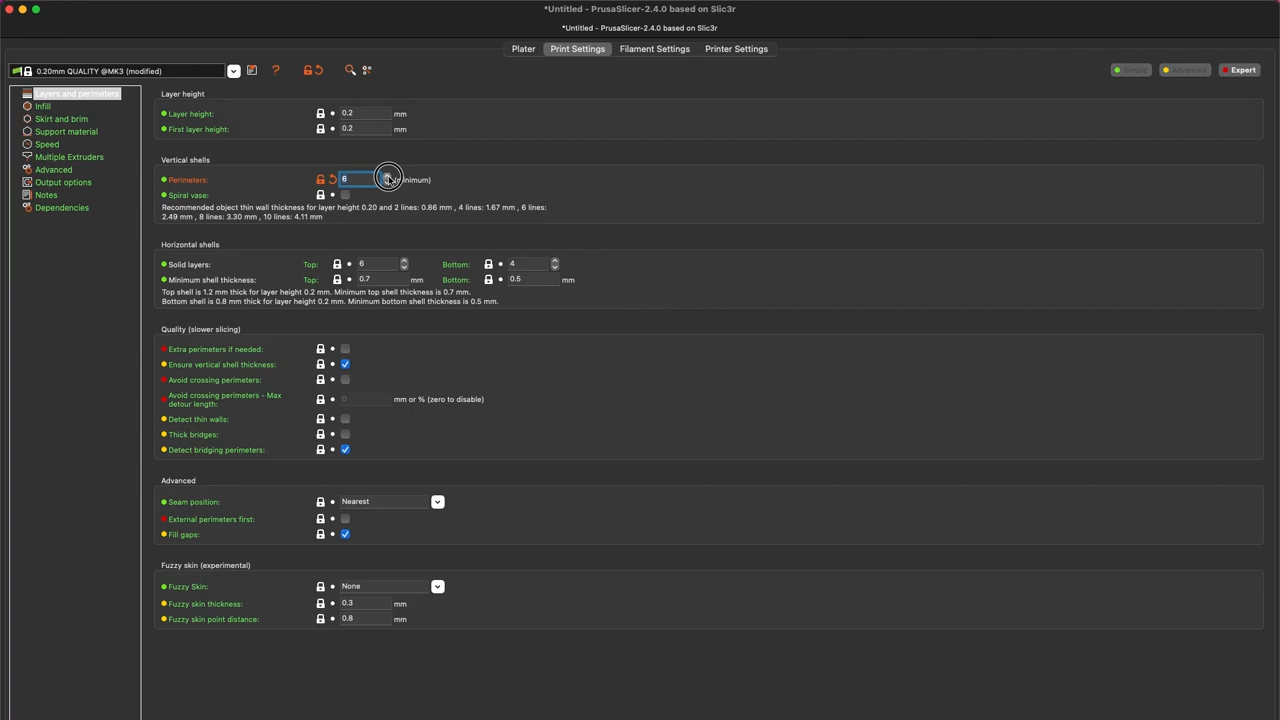 *Untitled - PrusaSlicer-2.4.0 based on Slic3r
*Untitled - PrusaSlicer-2.4.0 based on Slic3r
Plater Print Settings Filament Settings Printer Settings
0.20mm QUALITY @MK3 (modified) ? Simple Advanced Expert
Layers and perimeters
Infill
Skirt and brim
Support material
Speed
Multiple Extruders
Advanced
Output options
Notes
Dependencies
Layer height
Layer height: 0.2 mm
First layer height: 0.2 mm
Vertical shells
Perimeters: 6 (minimum)
Spiral vase:
Recommended object thin wall thickness for layer height 0.20 and 2 lines: 0.86 mm , 4 lines: 1.67 mm , 6 lines:
2.49 mm , 8 lines: 3.30 mm , 10 lines: 4.11 mm
Horizontal shells
Solid layers: Top: 6 Bottom: 4
Minimum shell thickness: Top: 0.7 mm Bottom: 0.5 mm
Top shell is 1.2 mm thick for layer height 0.2 mm. Minimum top shell thickness is 0.7 mm.
Bottom shell is 0.8 mm thick for layer height 0.2 mm. Minimum bottom shell thickness is 0.5 mm.
Quality (slower slicing)
Extra perimeters if needed:
Ensure vertical shell thickness:
Avoid crossing perimeters:
Avoid crossing perimeters - Max
detour length: 0 mm or % (zero to disable)
Detect thin walls:
Thick bridges:
Detect bridging perimeters:
Advanced
Seam position: Nearest
External perimeters first:
Fill gaps:
Fuzzy skin (experimental)
Fuzzy Skin: None
Fuzzy skin thickness: 0.3 mm
Fuzzy skin point distance: 0.8 mm